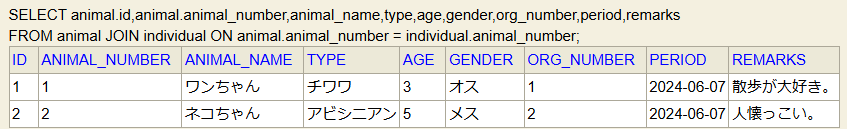 SELECT animal.id,animal.animal_number,animal_name,type,age,gender,org_number,period,remarks
FROM animal JOIN individual ON animal.animal_number = individual.animal_number;
ID ANIMAL_NUMBER ANIMAL_NAME TYPE AGE GENDER ORG_NUMBER PERIOD REMARKS
1 1 ワンちゃん チワワ 3 オス 1 2024-06-07 散歩が大好き。
2 2 ネコちゃん アビシニアン 5 メス 2 2024-06-07 人懐っこい。